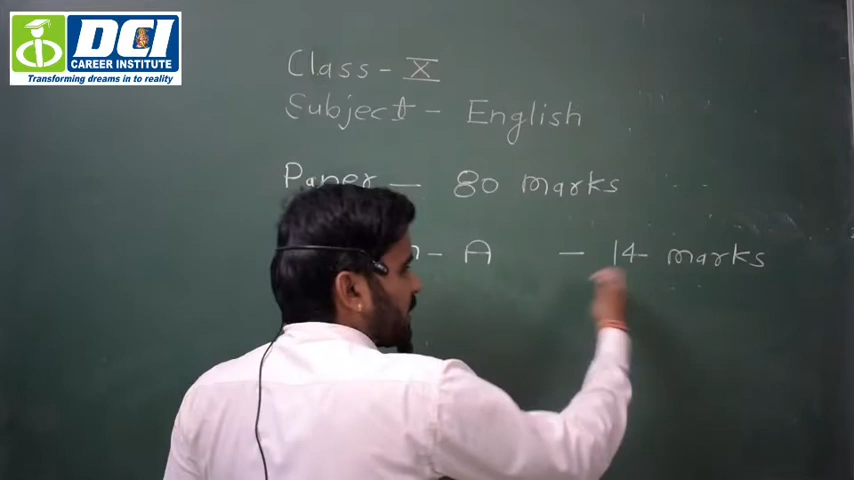 DCI
CAREER INSTITUTE
Transforming dreams in to reality
Class - X
Subject - English
Paper - 80 marks
- A - 14 marks